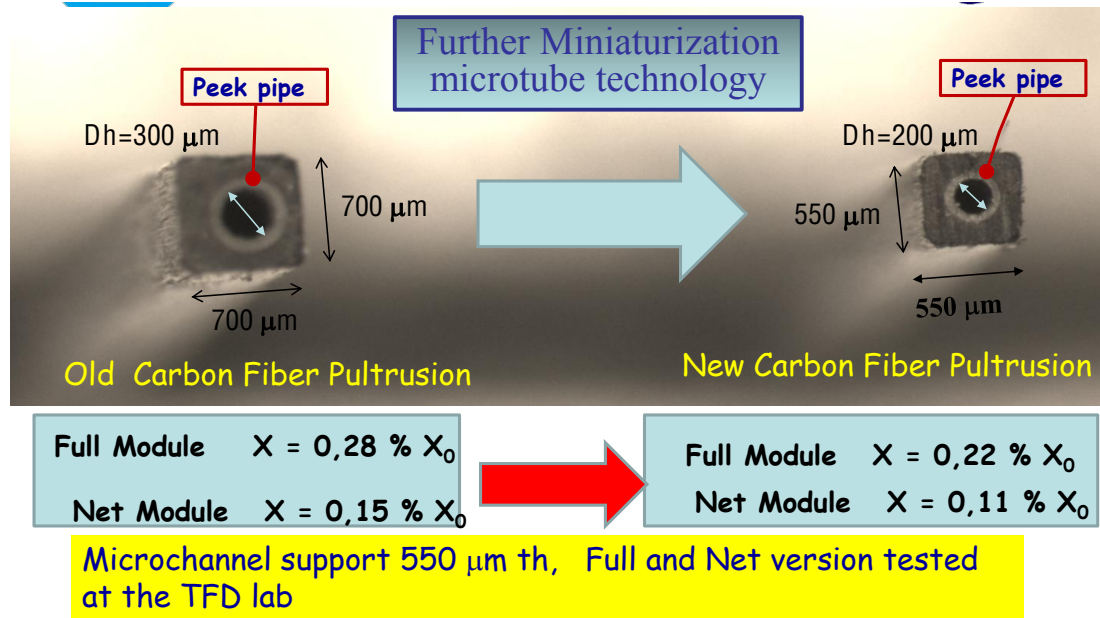 Further Miniaturization
microtube technology
Peek pipe
Peek pipe
Dh=300 μm
Dh=200 μm
700 μm
550 μm
700 μm
550 μm
Old  Carbon Fiber Pultrusion
New Carbon Fiber Pultrusion
Full Module    X = 0,28 % X₀
Net Module    X = 0,15 % X₀
Full Module    X = 0,22 % X₀
Net Module    X = 0,11 % X₀
Microchannel support 550 μm th,   Full and Net version tested
at the TFD lab